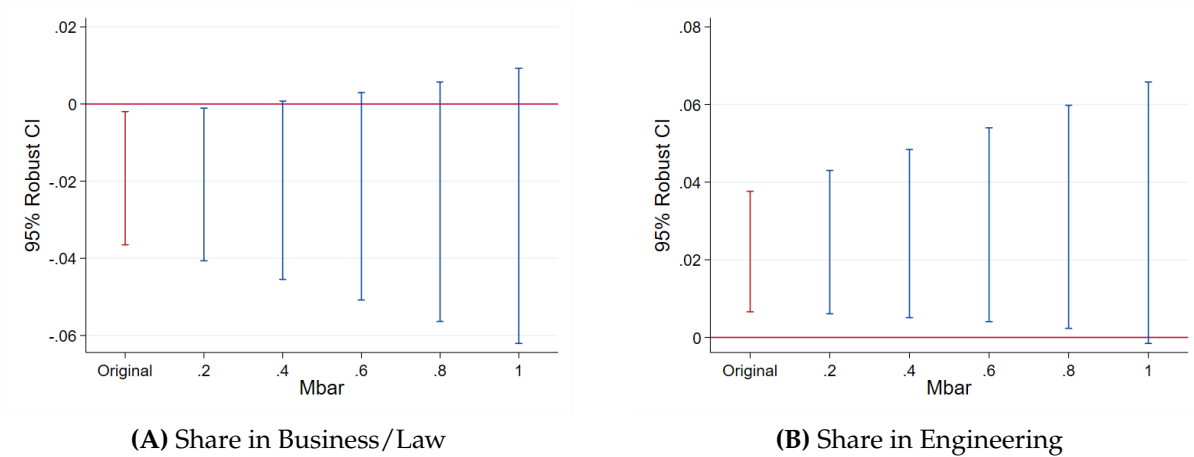 .02
0
-.02
-.04
-.06
95% Robust CI
Original .2 .4 .6 .8 1
Mbar
(A) Share in Business/Law
.08
.06
.04
.02
0
95% Robust CI
Original .2 .4 .6 .8 1
Mbar
(B) Share in Engineering